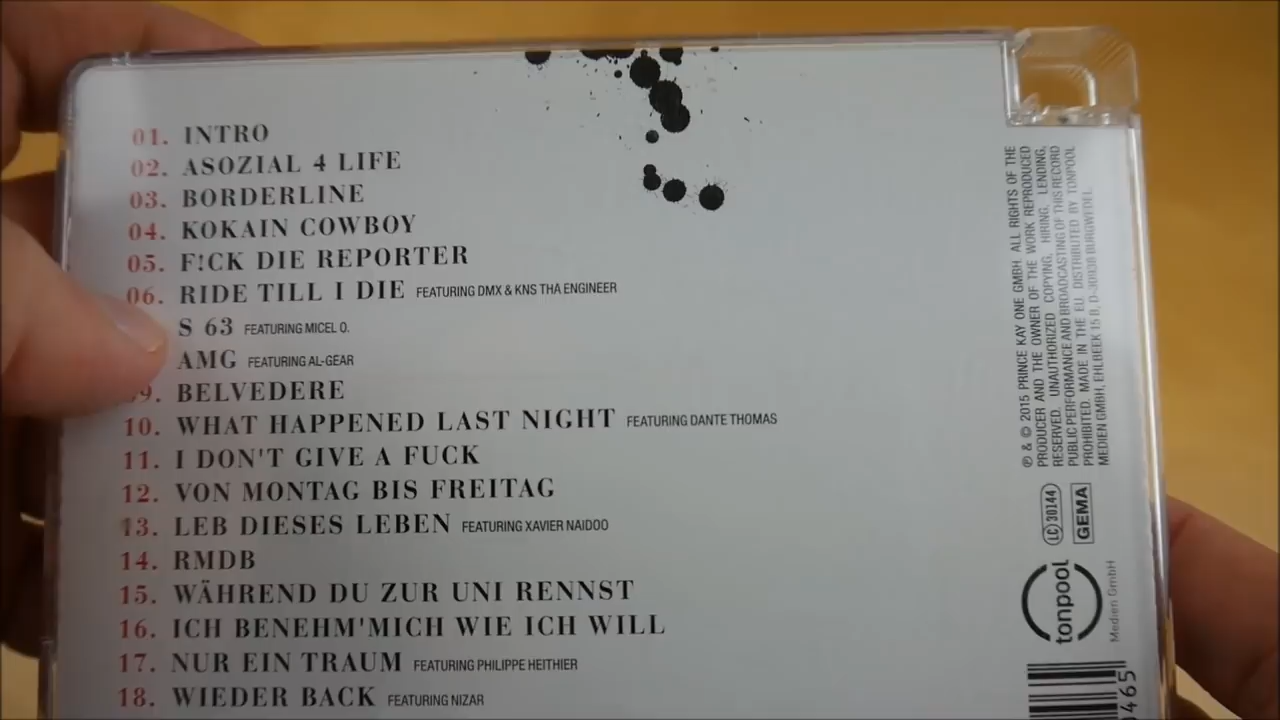 01. INTRO
02. ASOZIAL 4 LIFE
03. BORDERLINE
04. KOKAIN COWBOY
05. F!CK DIE REPORTER
06. RIDE TILL I DIE FEATURING DMX & KNS THA ENGINEER
S 63 FEATURING MICEL O.
AMG FEATURING AL-GEAR
09. BELVEDERE
10. WHAT HAPPENED LAST NIGHT FEATURING DANTE THOMAS
11. I DON'T GIVE A FUCK
12. VON MONTAG BIS FREITAG
13. LEB DIESES LEBEN FEATURING XAVIER NAIDOO
14. RMDB
15. WÄHREND DU ZUR UNI RENNST
16. ICH BENEHM'MICH WIE ICH WILL
17. NUR EIN TRAUM FEATURING PHILIPPE HEITHIER
18. WIEDER BACK FEATURING NIZAR
℗ & © 2015 PRINCE KAY ONE GMBH. ALL RIGHTS OF THE
PRODUCER AND THE OWNER OF THE WORK REPRODUCED
RESERVED. UNAUTHORIZED COPYING, HIRING, LENDING,
PUBLIC PERFORMANCE AND BROADCASTING OF THIS RECORD
PROHIBITED. MADE IN THE EU. DISTRIBUTED BY TONPOOL
MEDIEN GMBH, EHLBEEK 15 B, D-30938 BURGWEDEL.
LC 30144
GEMA
tonpool
Medien GmbH
465